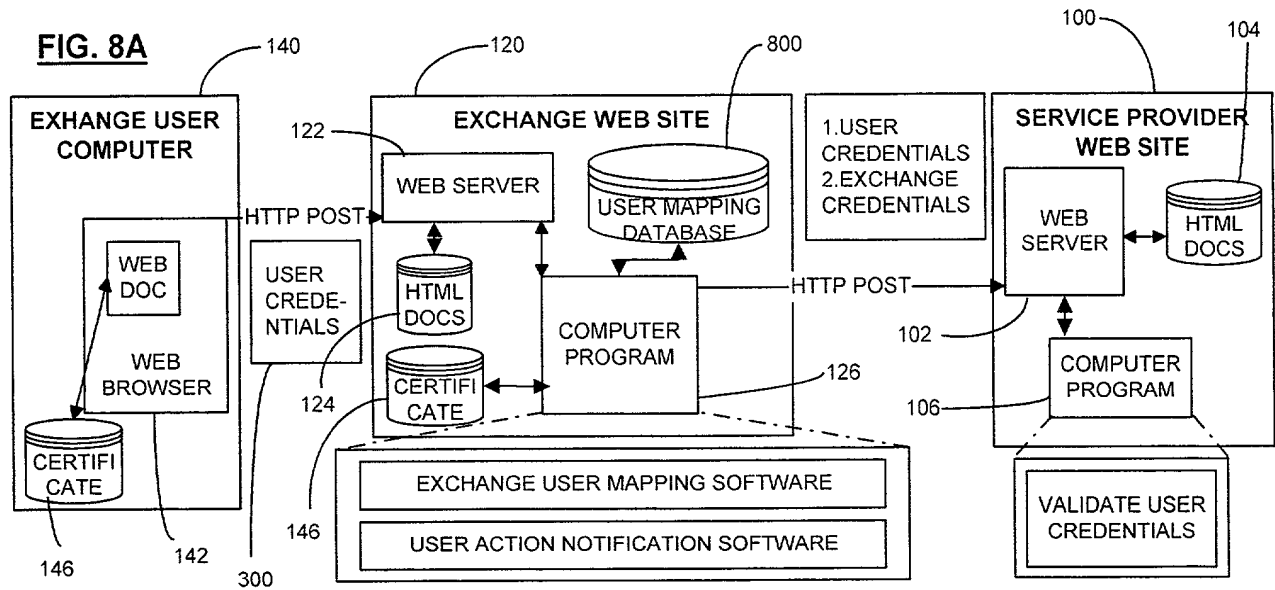 FIG. 8A
140
120
800
100
104
EXHANGE USER
COMPUTER
122
EXCHANGE WEB SITE
1.USER
CREDENTIALS
2.EXCHANGE
CREDENTIALS
SERVICE PROVIDER
WEB SITE
WEB SERVER
USER MAPPING
DATABASE
WEB
SERVER
HTML
DOCS
HTTP POST
WEB
DOC
USER
CREDE-
NTIALS
HTML
DOCS
COMPUTER
PROGRAM
HTTP POST
102
WEB
BROWSER
124
CERTIFI
CATE
126
106
COMPUTER
PROGRAM
CERTIFI
CATE
146
142
300
146
EXCHANGE USER MAPPING SOFTWARE
USER ACTION NOTIFICATION SOFTWARE
VALIDATE USER
CREDENTIALS